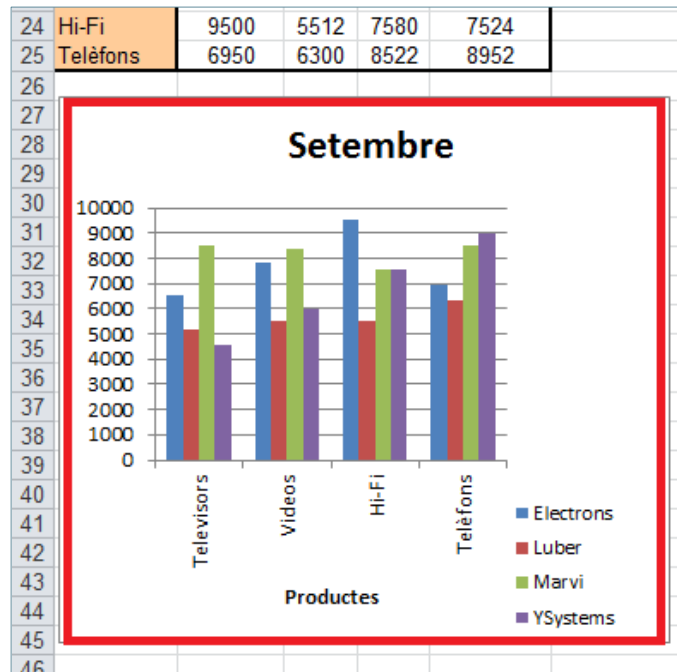 24 Hi-Fi 9500 5512 7580 7524
25 Telèfons 6950 6300 8522 8952
26
27
28
29
30
31
32
33
34
35
36
37
38
39
40
41
42
43
44
45
46
Setembre
10000
9000
8000
7000
6000
5000
4000
3000
2000
1000
0
Televisors
Videos
Hi-Fi
Telèfons
Productes
Electrons
Luber
Marvi
YSystems